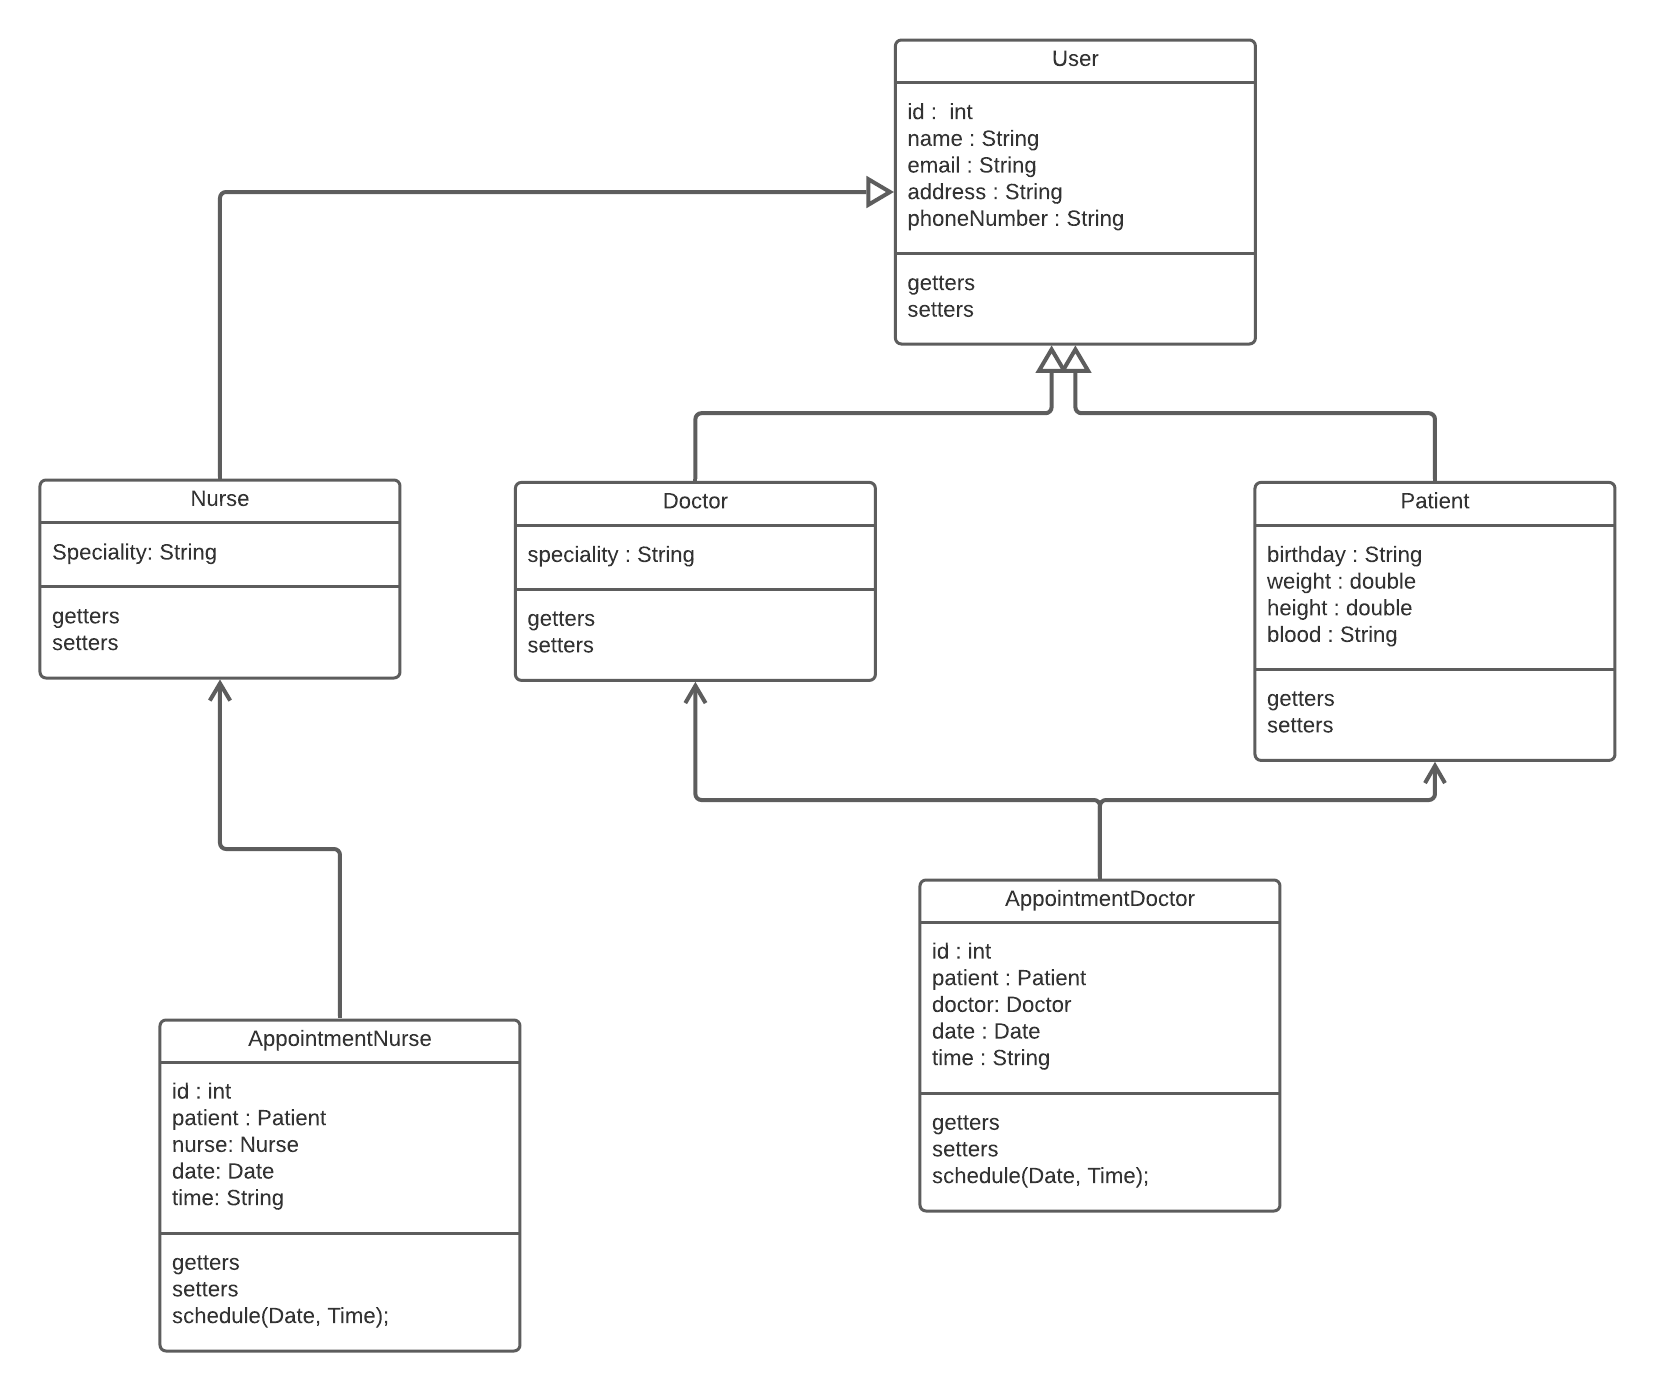 User
id :  int
name : String
email : String
address : String
phoneNumber : String
getters
setters
Nurse
Speciality: String
getters
setters
Doctor
speciality : String
getters
setters
Patient
birthday : String
weight : double
height : double
blood : String
getters
setters
AppointmentDoctor
id : int
patient : Patient
doctor: Doctor
date : Date
time : String
getters
setters
schedule(Date, Time);
AppointmentNurse
id : int
patient : Patient
nurse: Nurse
date: Date
time: String
getters
setters
schedule(Date, Time);